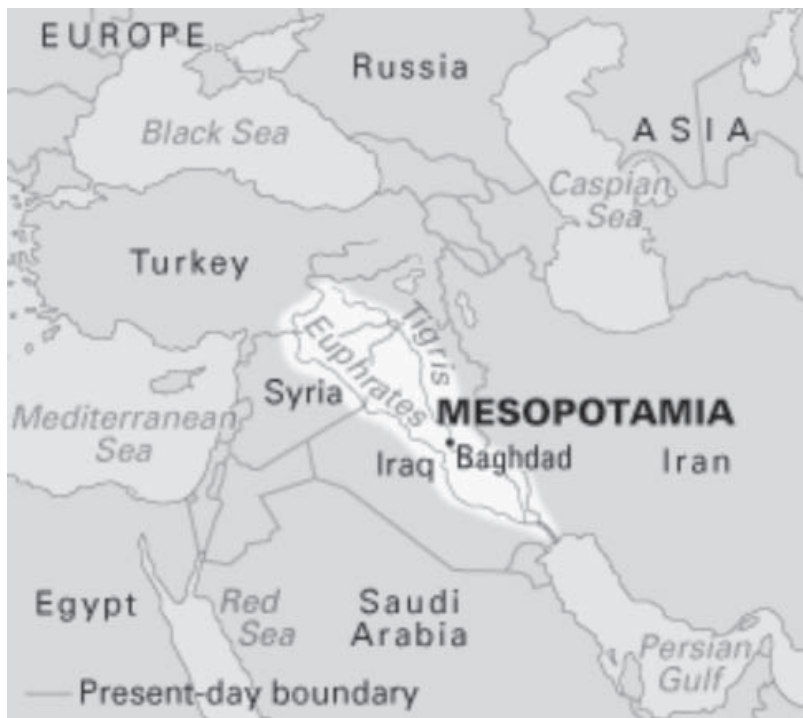 EUROPE
Russia
Black Sea
ASIA
Caspian
Sea
Turkey
Tigris
Euphrates
Syria
MESOPOTAMIA
Mediterranean
Sea
Baghdad
Iraq
Iran
Egypt
Red
Sea
Saudi
Arabia
Persian
Gulf
Present-day boundary